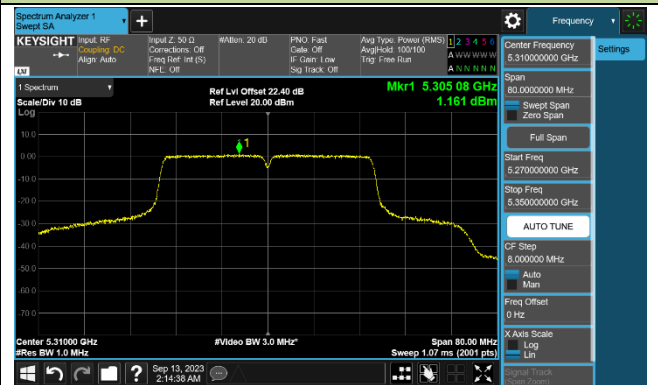 Spectrum Analyzer 1
Swept SA
Frequency
KEYSIGHT
Input: RF
Coupling: DC
Align: Auto
Input Z: 50 Ω
Corrections: Off
Freq Ref: Int (S)
NFE: Off
#Atten: 20 dB
PNO: Fast
Gate: Off
IF Gain: Low
Sig Track: Off
Avg Type: Power (RMS)
Avg|Hold: 100/100
Trig: Free Run
1 2 3 4 5 6
A W W W W W
A N N N N N
LXI
1 Spectrum
Scale/Div 10 dB
Log
Ref Lvl Offset 22.40 dB
Ref Level 20.00 dBm
Mkr1 5.305 08 GHz
1.161 dBm
1
10.0
0.00
-10.0
-20.0
-30.0
-40.0
-50.0
-60.0
-70.0
Center 5.31000 GHz
#Res BW 1.0 MHz
#Video BW 3.0 MHz*
Span 80.00 MHz
Sweep 1.07 ms (2001 pts)
Sep 13, 2023
2:14:38 AM
Center Frequency
5.310000000 GHz
Settings
Span
80.0000000 MHz
Swept Span
Zero Span
Full Span
Start Freq
5.270000000 GHz
Stop Freq
5.350000000 GHz
AUTO TUNE
CF Step
8.000000 MHz
Auto
Man
Freq Offset
0 Hz
X Axis Scale
Log
Lin
Signal Track
(Span Zoom)